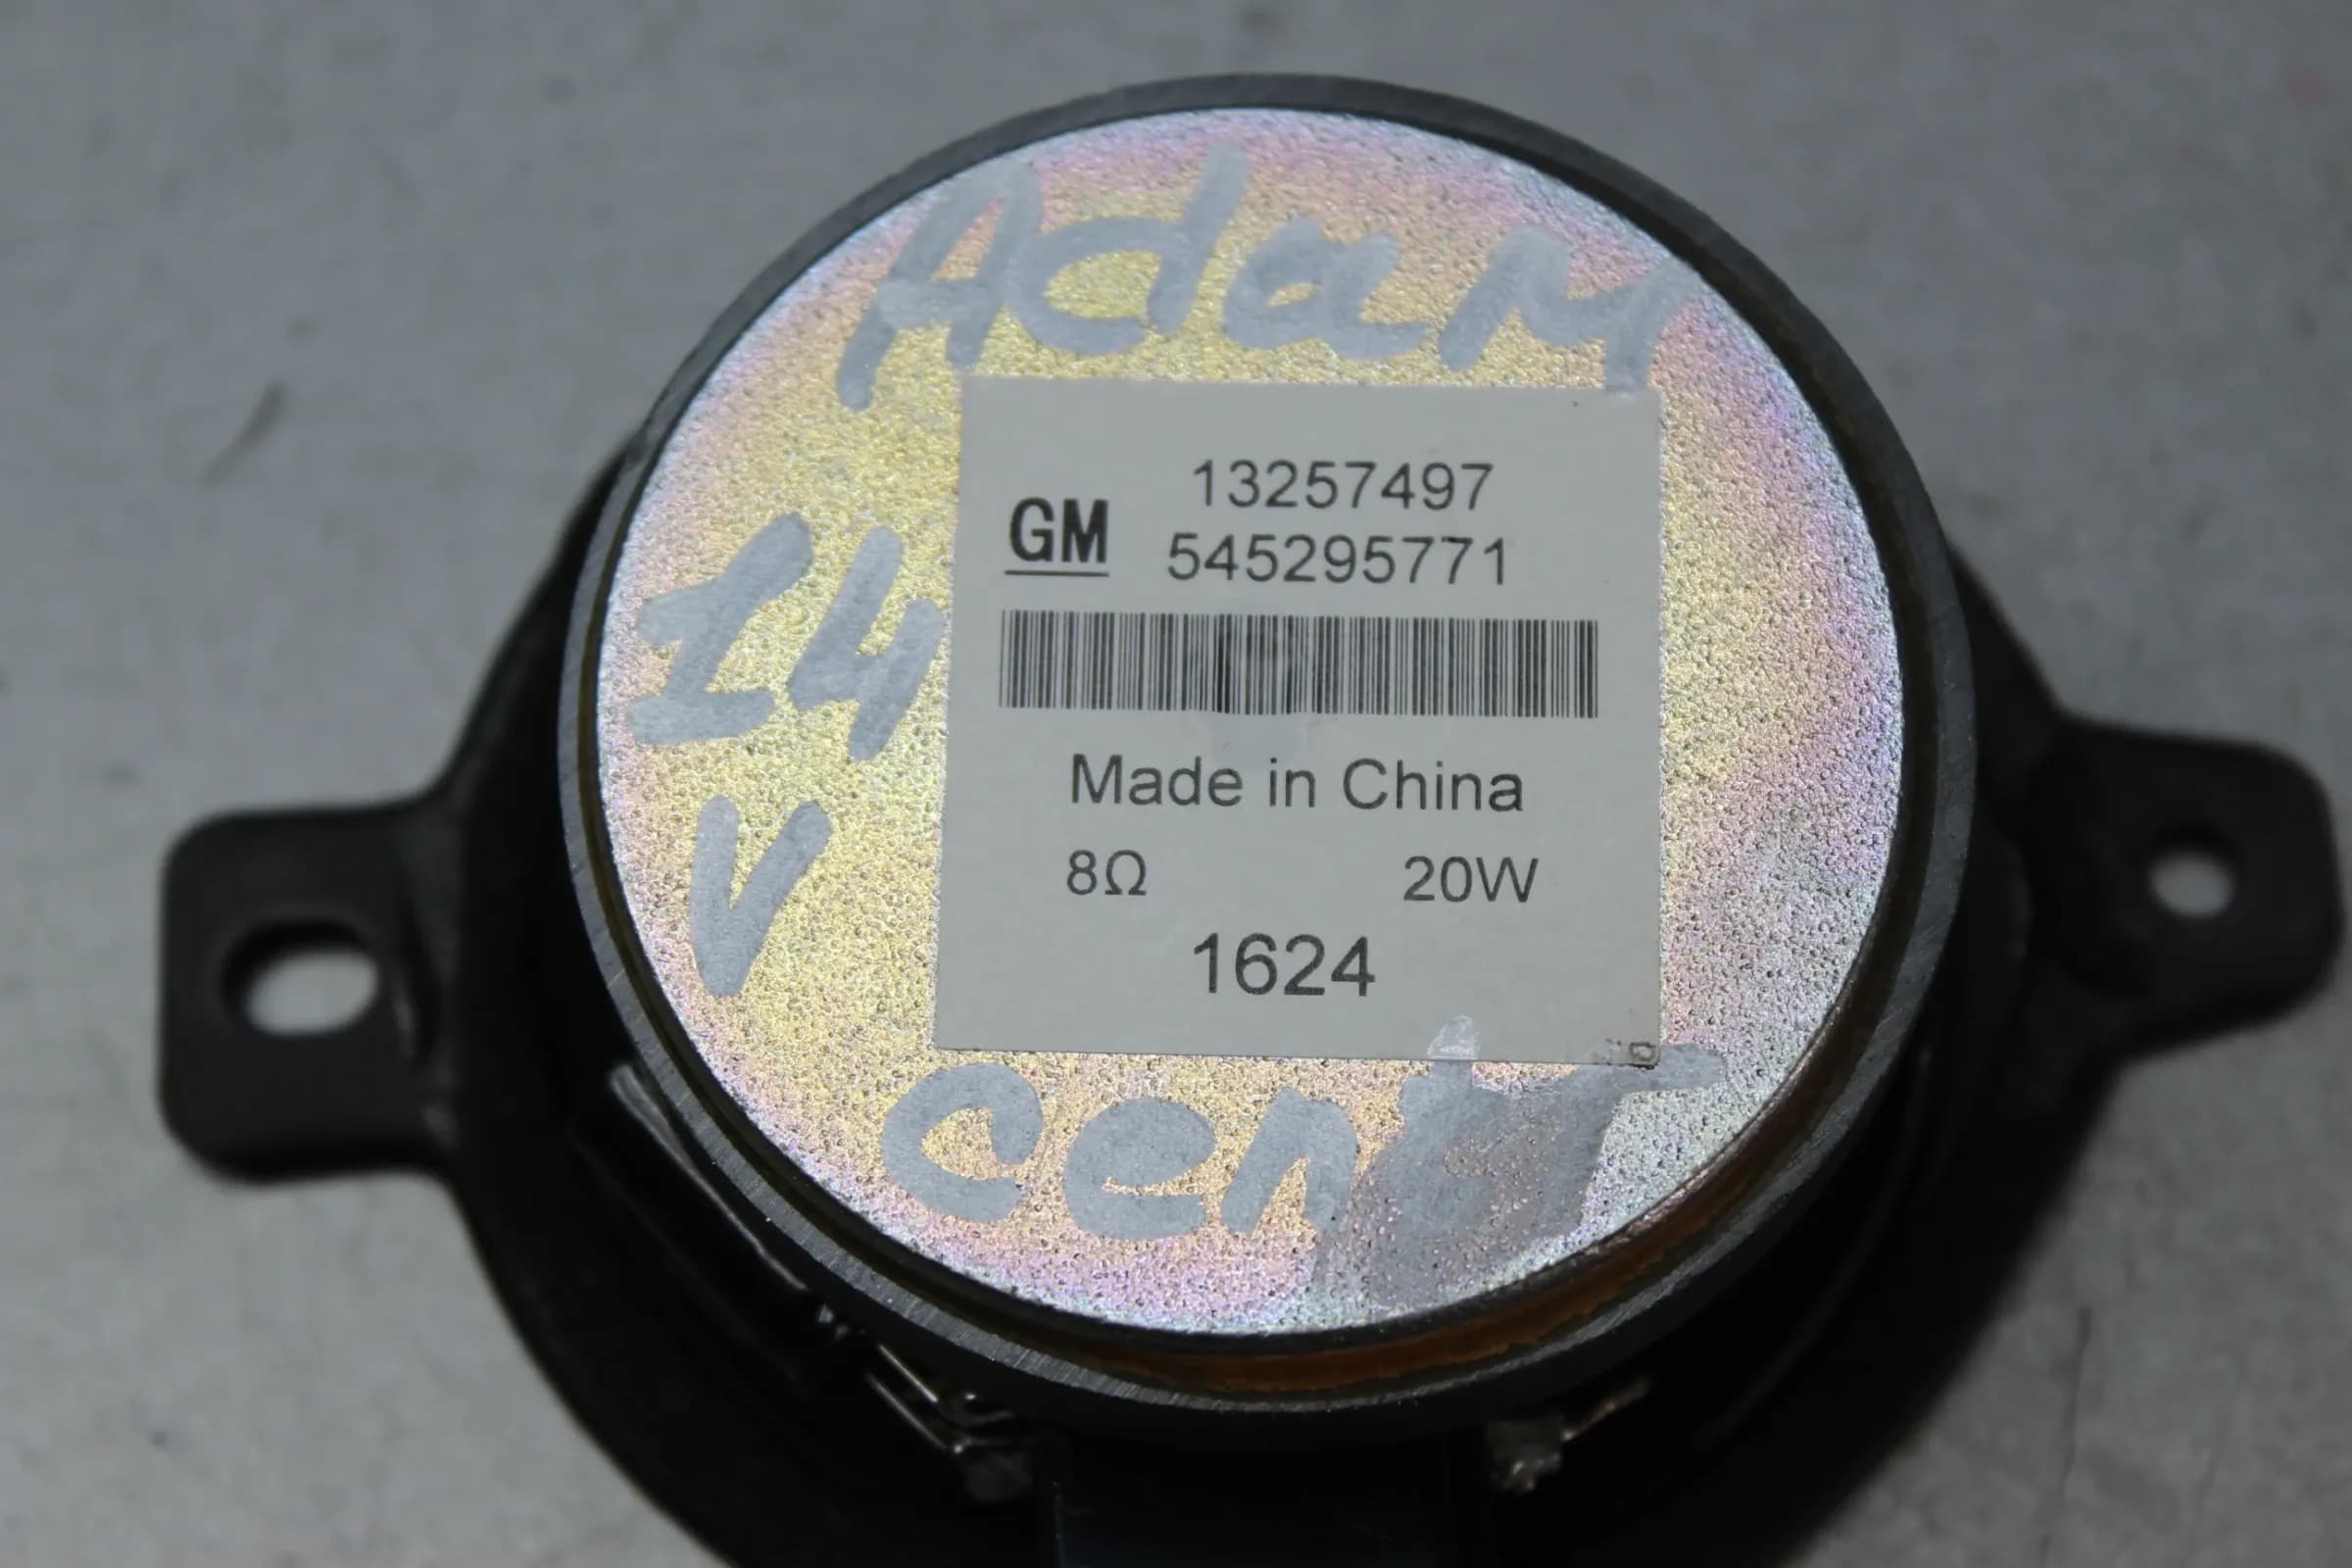 Adam
13257497
GM 545295771
14
Made in China
V
8Ω 20W
1624